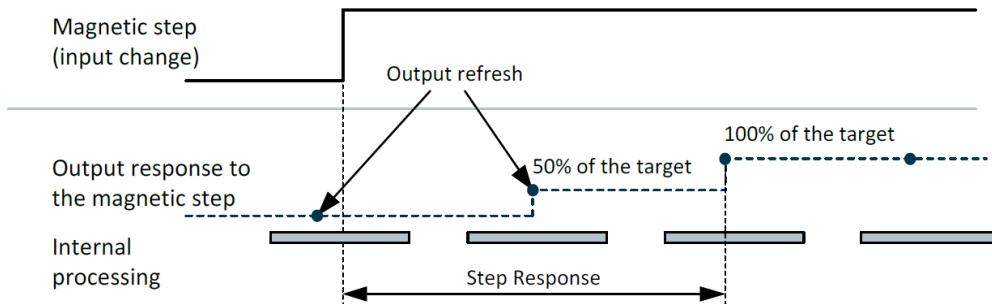 Magnetic step
(input change)
Output refresh
100% of the target
Output response to
the magnetic step
50% of the target
Internal
processing
Step Response